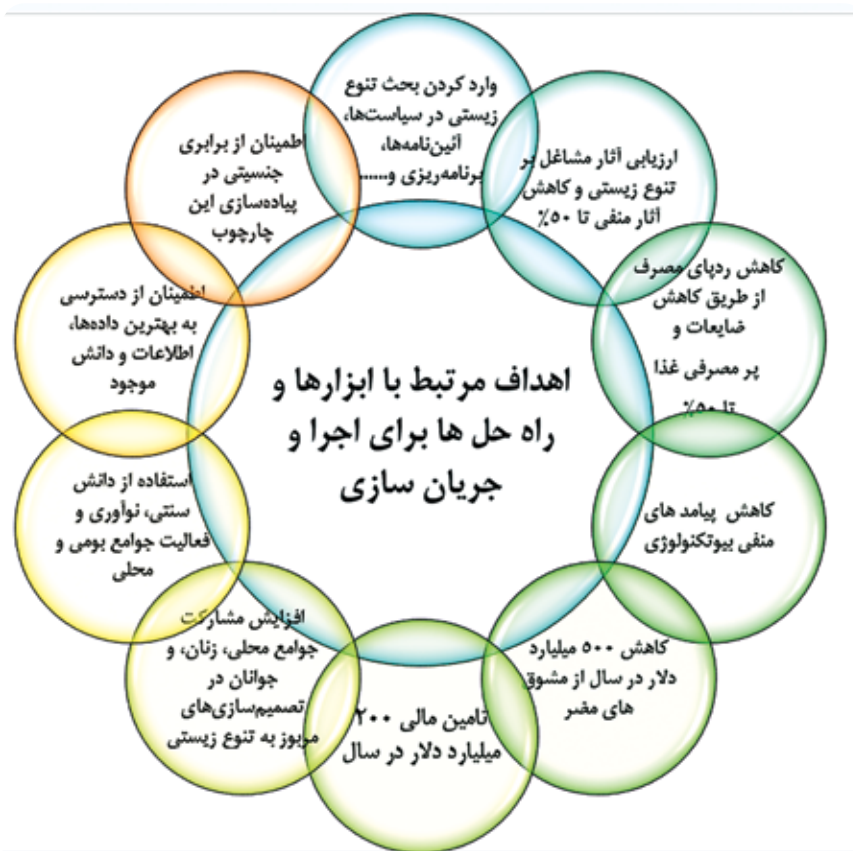 وارد کردن بحث تنوع
زیستی در سیاست‌ها،
آئین‌نامه‌ها،
برنامه‌ریزی و......
ارزیابی آثار مشاغل بر
تنوع زیستی و کاهش
آثار منفی تا ۵۰٪
کاهش ردپای مصرف
از طریق کاهش
ضایعات و
پر مصرفی غذا
تا ۵۰٪
کاهش پیامد های
منفی بیوتکنولوژی
کاهش ۵۰۰ میلیارد
دلار در سال از مشوق
های مضر
تامین مالی ۲۰۰
میلیارد دلار در سال
افزایش مشارکت
جوامع محلی، زنان، و
جوانان در
تصمیم‌سازی‌های
مربوز به تنوع زیستی
استفاده از دانش
سنتی، نوآوری و
فعالیت جوامع بومی و
محلی
اطمینان از دسترسی
به بهترین داده‌ها،
اطلاعات و دانش
موجود
اطمینان از برابری
جنسیتی در
پیاده‌سازی این
چارچوب
اهداف مرتبط با ابزارها و
راه حل ها برای اجرا و
جریان سازی